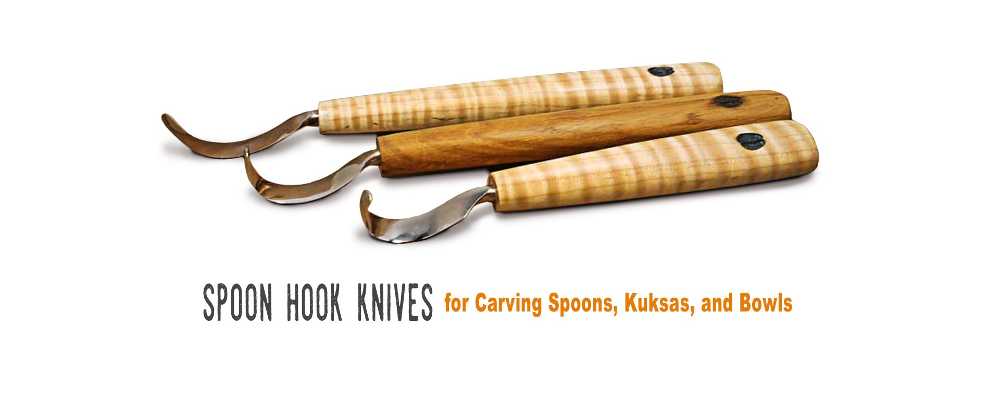 SPOON HOOK KNIVES for Carving Spoons, Kuksas, and Bowls